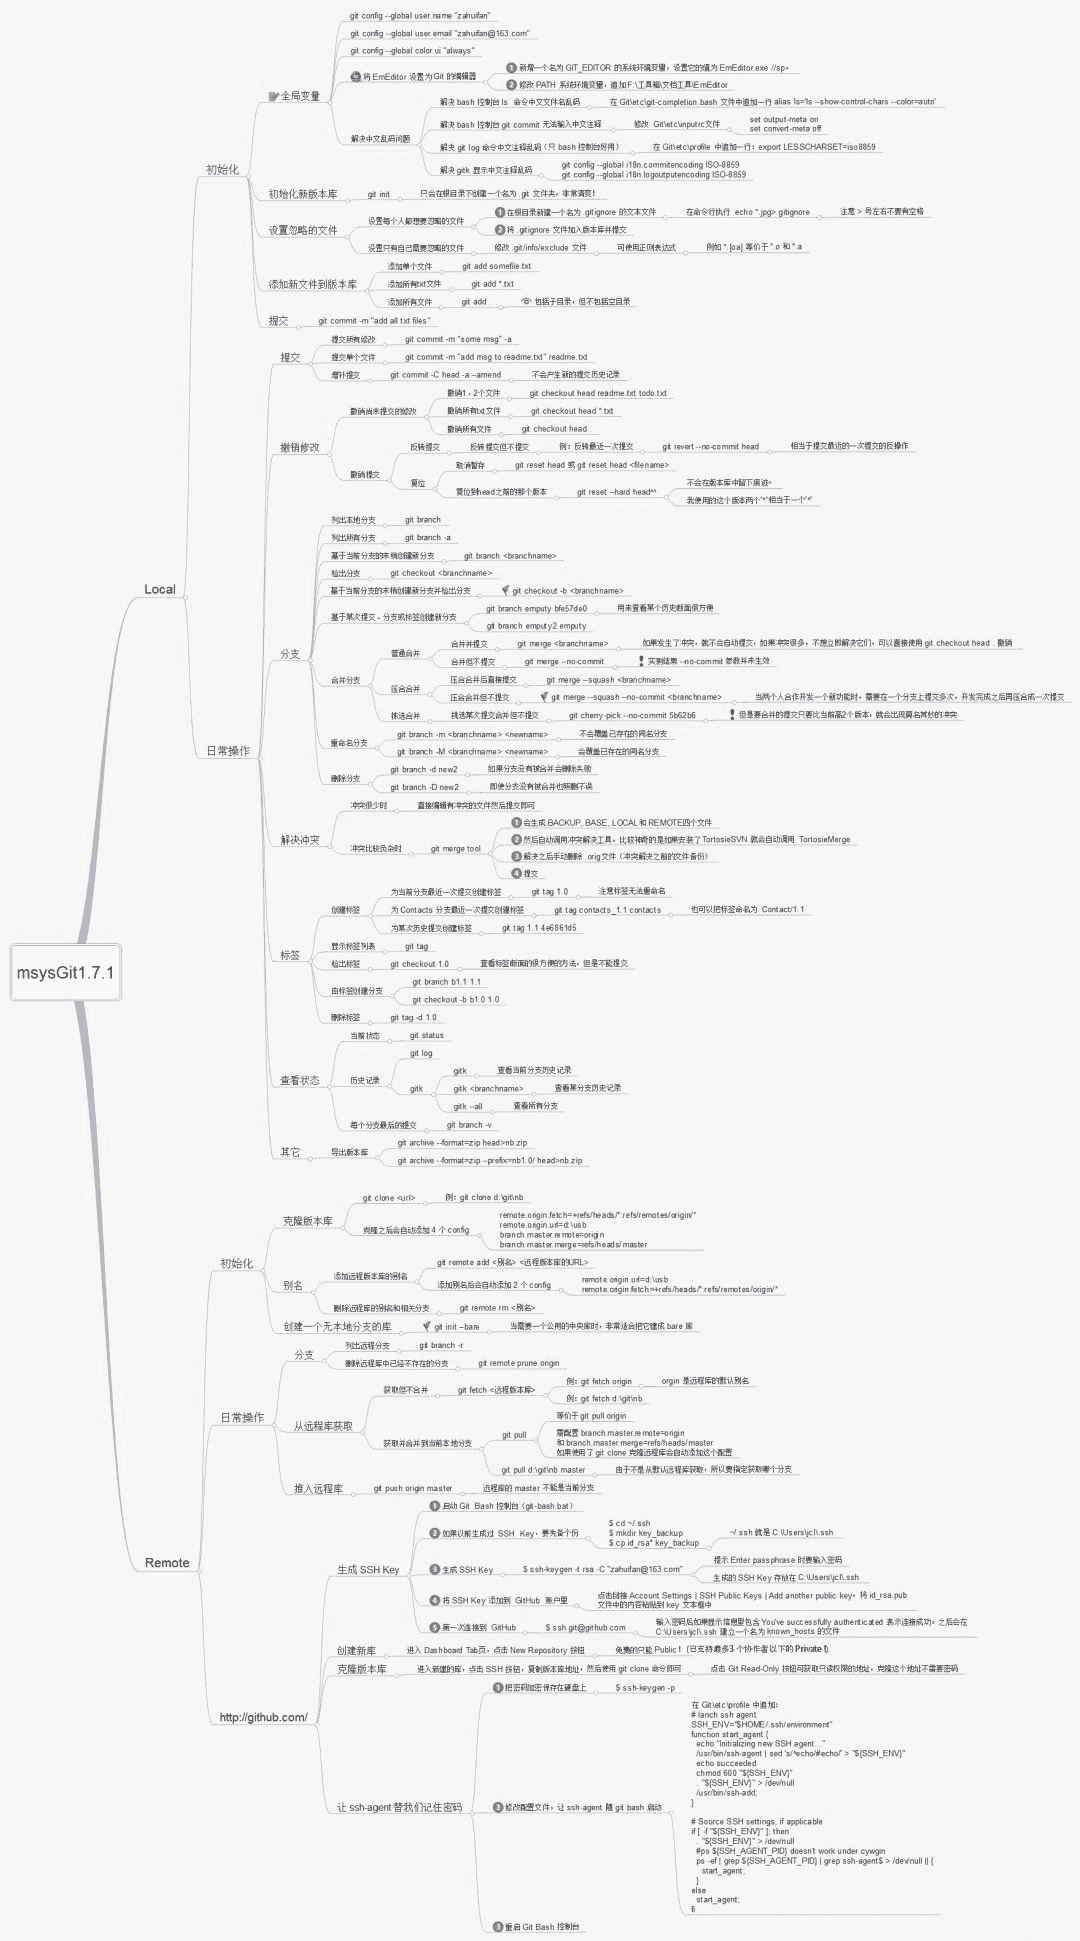 git config --global user.name "zahuifan"
git config --global user.email "zahuifan@163.com"
git config --global color.ui "always"
将 EmEditor 设置为 Git 的编辑器
1 新增一个名为 GIT_EDITOR 的系统环境变量，设置它的值为 EmEditor.exe //sp。
2 修改 PATH 系统环境变量，追加 F:\工具箱\文档工具\EmEditor
全局变量
解决 bash 控制台 ls 命令中文文件名乱码 在 Git\etc\git-completion.bash 文件中追加一行 alias ls='ls --show-control-chars --color=auto'
解决 bash 控制台 git commit 无法输入中文注释 修改 Git\etc\inputrc文件
set output-meta on
set convert-meta off
解决中文乱码问题
解决 git log 命令中文注释乱码（只 bash 控制台好用） 在 Git\etc\profile 中追加一行：export LESSCHARSET=iso8859
解决 gitk 显示中文注释乱码
git config --global i18n.commitencoding ISO-8859
git config --global i18n.logoutputencoding ISO-8859
初始化
初始化新版本库 git init 只会在根目录下创建一个名为 .git 文件夹，非常清爽！
设置忽略的文件
设置每个人都想要忽略的文件
1 在根目录新建一个名为 .gitignore 的文本文件 在命令行执行 echo *.jpg> .gitignore 注意 > 号左右不要有空格
2 将 .gitignore 文件加入版本库并提交
设置只有自己需要忽略的文件 修改 .git/info/exclude 文件 可使用正则表达式 例如 *.[oa] 等价于 *.o 和 *.a
添加新文件到版本库
添加单个文件 git add somefile.txt
添加所有txt文件 git add *.txt
添加所有文件 git add . 包括子目录，但不包括空目录
提交 git commit -m "add all txt files"
提交
提交所有修改 git commit -m "some msg" -a
提交单个文件 git commit -m "add msg to readme.txt" readme.txt
增补提交 git commit -C head -a --amend 不会产生新的提交历史记录
撤销修改
撤销尚未提交的修改
撤销1、2个文件 git checkout head readme.txt todo.txt
撤销所有txt文件 git checkout head *.txt
撤销所有文件 git checkout head .
撤销提交
反转提交 反转提交但不提交 例：反转最近一次提交 git revert --no-commit head 相当于提交最近的一次提交的反操作
复位
取消暂存 git reset head 或 git reset head <filename>
复位到head之前的那个版本 git reset --hard head^^
不会在版本库中留下痕迹。
我使用的这个版本两个"^"相当于一个"^"
Local
分支
列出本地分支 git branch
列出所有分支 git branch -a
基于当前分支的末梢创建新分支 git branch <branchname>
检出分支 git checkout <branchname>
基于当前分支的末梢创建新分支并检出分支 git checkout -b <branchname>
基于某次提交、分支或标签创建新分支
git branch emputy bfe57de0 用来查看某个历史断面很方便
git branch emputy2 emputy
合并分支
普通合并
合并并提交 git merge <branchname> 如果发生了冲突，就不会自动提交，如果冲突很多，不想立即解决它们，可以直接使用 git checkout head . 撤销
合并但不提交 git merge --no-commit 实测结果 --no-commit 参数并未生效
压合合并
压合合并后直接提交 git merge --squash <branchname>
压合合并但不提交 git merge --squash --no-commit <branchname> 当两个人合作开发一个新功能时，需要在一个分支上提交多次，开发完成之后再压合成一次提交
拣选合并 挑选某次提交合并但不提交 git cherry-pick --no-commit 5b62b6 但是要合并的提交只要比当前高2个版本，就会出现莫名其妙的冲突
重命名分支
git branch -m <branchname> <newname> 不会覆盖已存在的同名分支
git branch -M <branchname> <newname> 会覆盖已存在的同名分支
日常操作
删除分支
git branch -d new2 如果分支没有被合并会删除失败
git branch -D new2 即使分支没有被合并也照删不误
解决冲突
冲突很少时 直接编辑有冲突的文件然后提交即可
冲突比较负杂时 git merge tool
1 会生成.BACKUP,.BASE,.LOCAL 和 REMOTE四个文件
2 然后自动调用冲突解决工具，比较神奇的是如果安装了TortoiseSVN 就会自动调用 TortosieMerge
3 解决之后手动删除 .orig文件（冲突解决之前的文件备份）
4 提交
标签
创建标签
为当前分支最近一次提交创建标签 git tag 1.0 注意标签无法重命名
为 Contacts 分支最近一次提交创建标签 git tag contacts_1.1 contacts 也可以把标签命名为 Contact/1.1
为某次历史提交创建标签 git tag 1.1 4e6861d5
显示标签列表 git tag
检出标签 git checkout 1.0 查看标签断面的很方便的方法，但是不能提交
由标签创建分支
git branch b1.1 1.1
git checkout -b b1.0 1.0
删除标签 git tag -d 1.0
msysGit1.7.1
查看状态
当前状态 git status
历史记录
git log
gitk
gitk 查看当前分支历史记录
gitk <branchname> 查看某分支历史记录
gitk --all 查看所有分支
每个分支最后的提交 git branch -v
其它 导出版本库
git archive --format=zip head>nb.zip
git archive --format=zip --prefix=nb1.0/ head>nb.zip
初始化
克隆版本库
git clone <url> 例：git clone d:\git\nb
克隆之后会自动添加 4 个 config
remote.origin.fetch=+refs/heads/*:refs/remotes/origin/*
remote.origin.url=d:\usb
branch.master.remote=origin
branch.master.merge=refs/heads/master
别名
添加远程版本库的别名
git remote add <别名> <远程版本库的URL>
添加别名后会自动添加 2 个 config
remote.origin.url=d:\usb
remote.origin.fetch=+refs/heads/*:refs/remotes/origin/*
删除远程库的别名和相关分支 git remote rm <别名>
创建一个无本地分支的库 git init --bare 当需要一个公用的中央库时，非常适合把它建成 bare 库
日常操作
分支
列出远程分支 git branch -r
删除远程库中已经不存在的分支 git remote prune origin
从远程库获取
获取但不合并 git fetch <远程版本库>
例：git fetch origin orgin 是远程库的默认别名
例：git fetch d:\git\nb
获取并合并到当前本地分支
git pull
等价于 git pull origin
需配置 branch.master.remote=origin
和 branch.master.merge=refs/heads/master
如果使用了 git clone 克隆远程库会自动添加这个配置
git pull d:\git\nb master 由于不是从默认远程库获取，所以要指定获取哪个分支
推入远程库 git push origin master 远程库的 master 不能是当前分支
Remote
生成 SSH Key
1 启动 Git Bash 控制台（git-bash.bat）
2 如果以前生成过 SSH Key，要先备个份
$ cd ~/.ssh
$ mkdir key_backup
$ cp id_rsa* key_backup
~/.ssh 就是 C:\Users\jcl\.ssh
3 生成 SSH Key $ ssh-keygen -t rsa -C "zahuifan@163.com"
提示 Enter passphrase 时要输入密码
生成的 SSH Key 存放在 C:\Users\jcl\.ssh
4 将 SSH Key 添加到 GitHub 账户里
点击链接 Account Settings | SSH Public Keys | Add another public key，将 id_rsa.pub
文件中的内容粘贴到 key 文本框中
5 第一次连接到 GitHub $ ssh git@github.com
输入密码后如果显示信息里包含 You've successfully authenticated 表示连接成功。之后会在
C:\Users\jcl\.ssh 建立一个名为 known_hosts 的文件
创建新库 进入 Dashboard Tab页，点击 New Repository 按钮 免费的只能 Public！（已支持最多3 个协作者以下的 Private !）
克隆版本库 进入新建的库，点击 SSH 按钮，复制版本库地址，然后使用 git clone 命令即可 点击 Git Read-Only 按钮可获取只读权限的地址，克隆这个地址不需要密码
http://github.com/
让 ssh-agent 替我们记住密码
1 把密码加密保存在硬盘上 $ ssh-keygen -p
2 修改配置文件，让 ssh-agent 随 git bash 启动
在 Git\etc\profile 中追加:
# lanch ssh agent
SSH_ENV="$HOME/.ssh/environment"
function start_agent {
echo "Initializing new SSH agent..."
/usr/bin/ssh-agent | sed 's/^echo/#echo/' > "${SSH_ENV}"
echo succeeded
chmod 600 "${SSH_ENV}"
. "${SSH_ENV}" > /dev/null
/usr/bin/ssh-add;
}
# Source SSH settings, if applicable
if [ -f "${SSH_ENV}" ]; then
. "${SSH_ENV}" > /dev/null
#ps ${SSH_AGENT_PID} doesn't work under cywgin
ps -ef | grep ${SSH_AGENT_PID} | grep ssh-agent$ > /dev/null || {
start_agent;
}
else
start_agent;
fi
3 重启 Git Bash 控制台